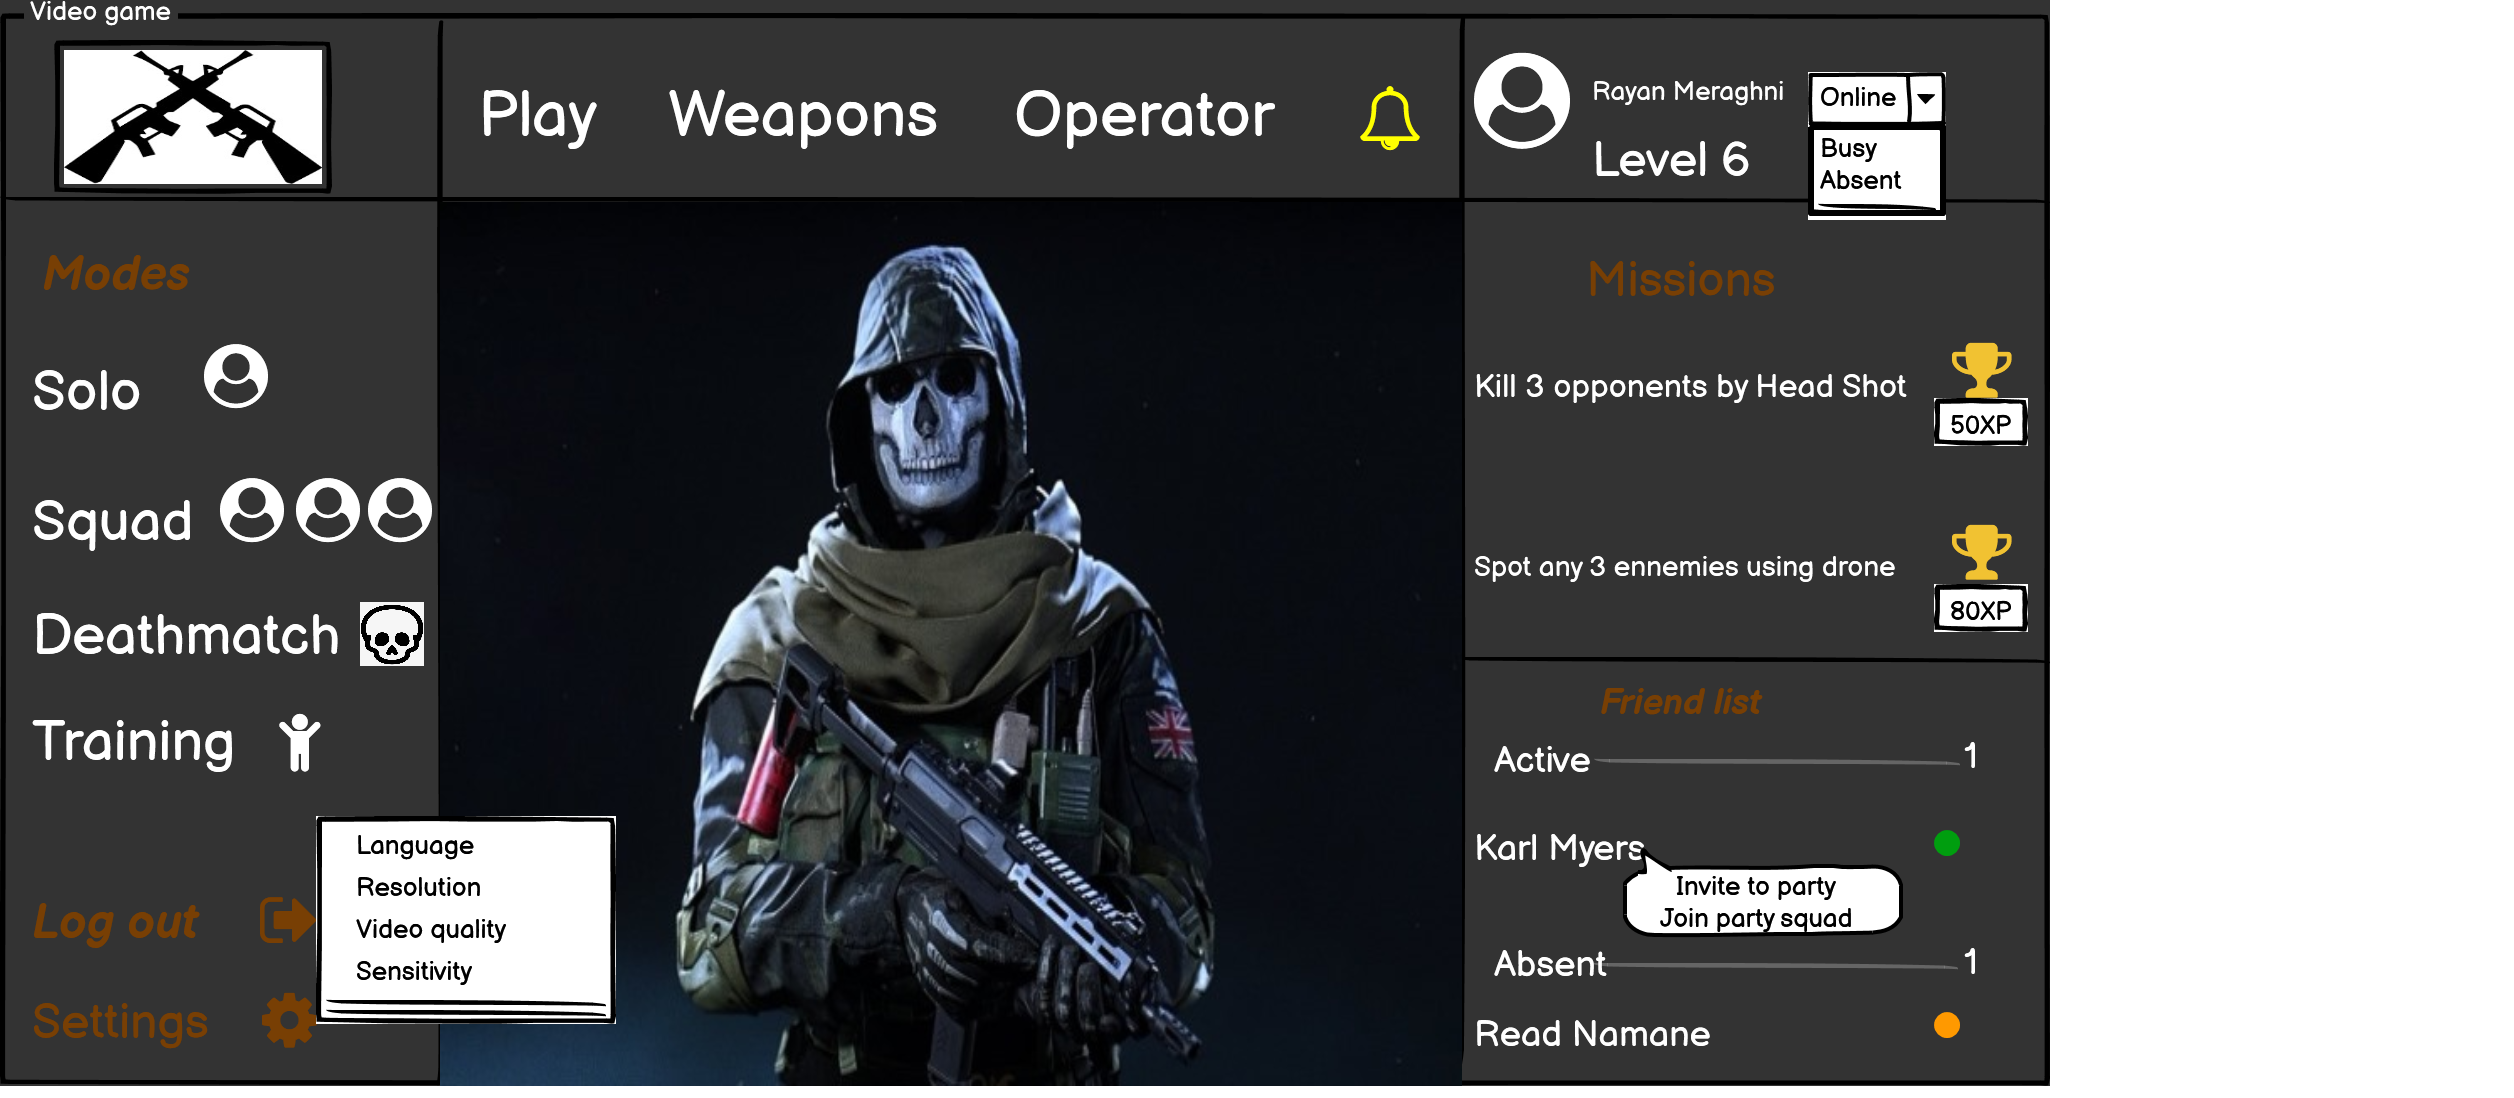 Video game
Play
Weapons
Operator
Rayan Meraghni
Level 6
Online
Busy
Absent
Modes
Solo
Squad
Deathmatch
Training
Log out
Settings
Language
Resolution
Video quality
Sensitivity
Missions
Kill 3 opponents by Head Shot
50XP
Spot any 3 ennemies using drone
80XP
Friend list
Active 1
Karl Myers
Invite to party
Join party squad
Absent 1
Read Namane